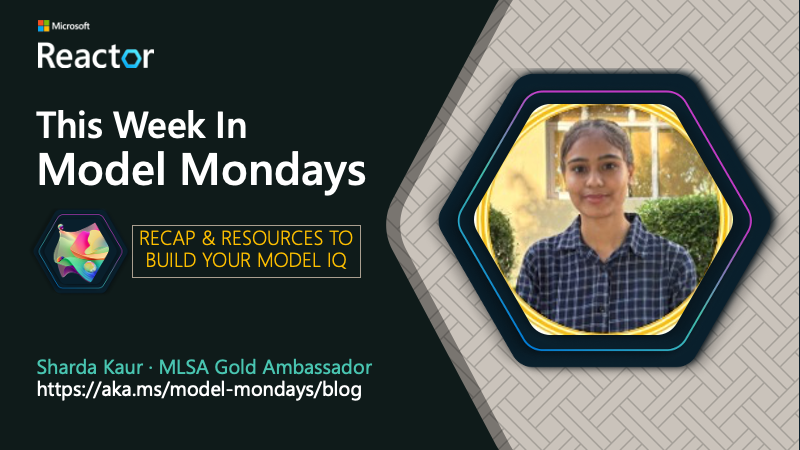 Microsoft
Reactor
This Week In
Model Mondays
RECAP & RESOURCES TO
BUILD YOUR MODEL IQ
Sharda Kaur · MLSA Gold Ambassador
https://aka.ms/model-mondays/blog